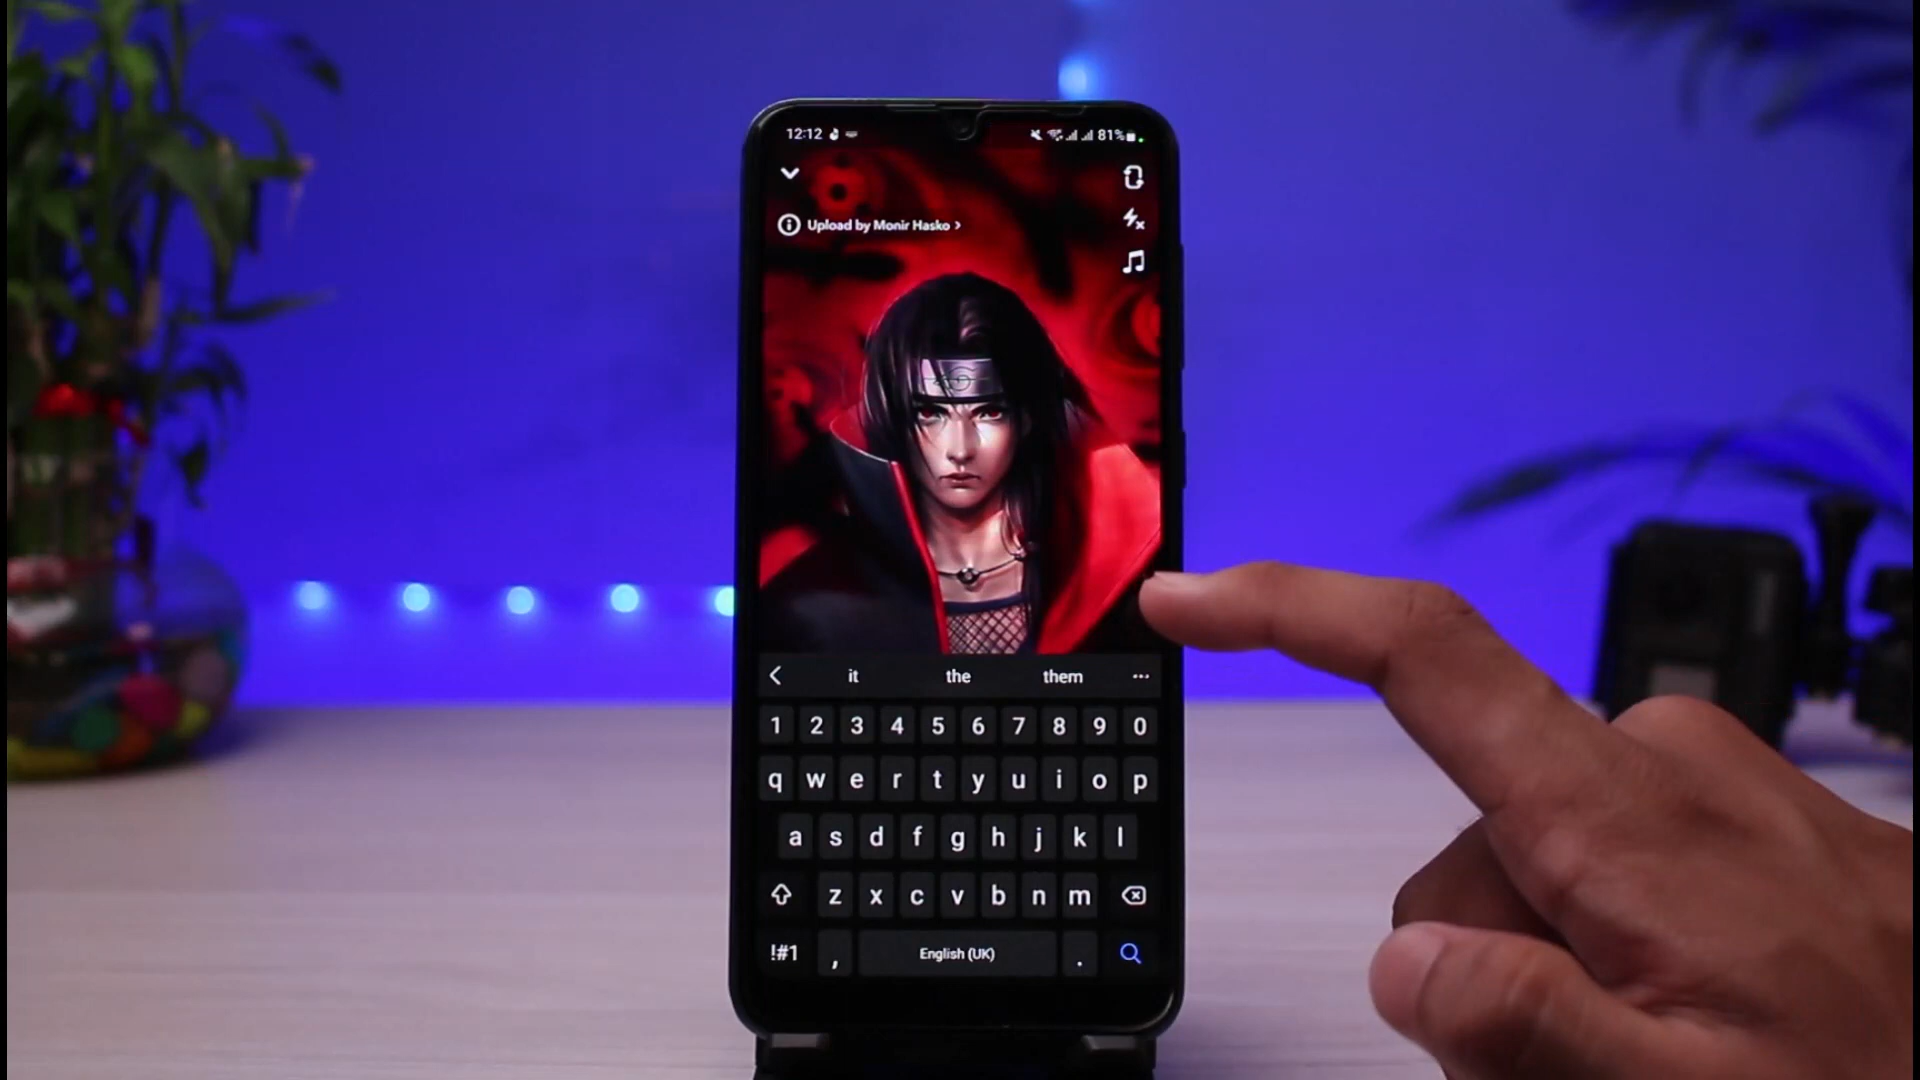 12:12 81%
Upload by Monir Hasko >
it the them ...
1 2 3 4 5 6 7 8 9 0
q w e r t y u i o p
a s d f g h j k l
z x c v b n m
!#1 , English (UK) .